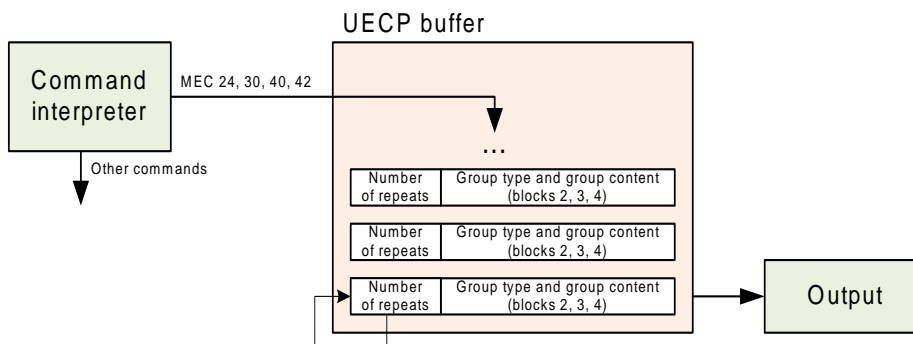 UECP buffer
Command
interpreter
MEC 24, 30, 40, 42
Other commands
...
Number
of repeats
Group type and group content
(blocks 2, 3, 4)
Number
of repeats
Group type and group content
(blocks 2, 3, 4)
Number
of repeats
Group type and group content
(blocks 2, 3, 4)
Output